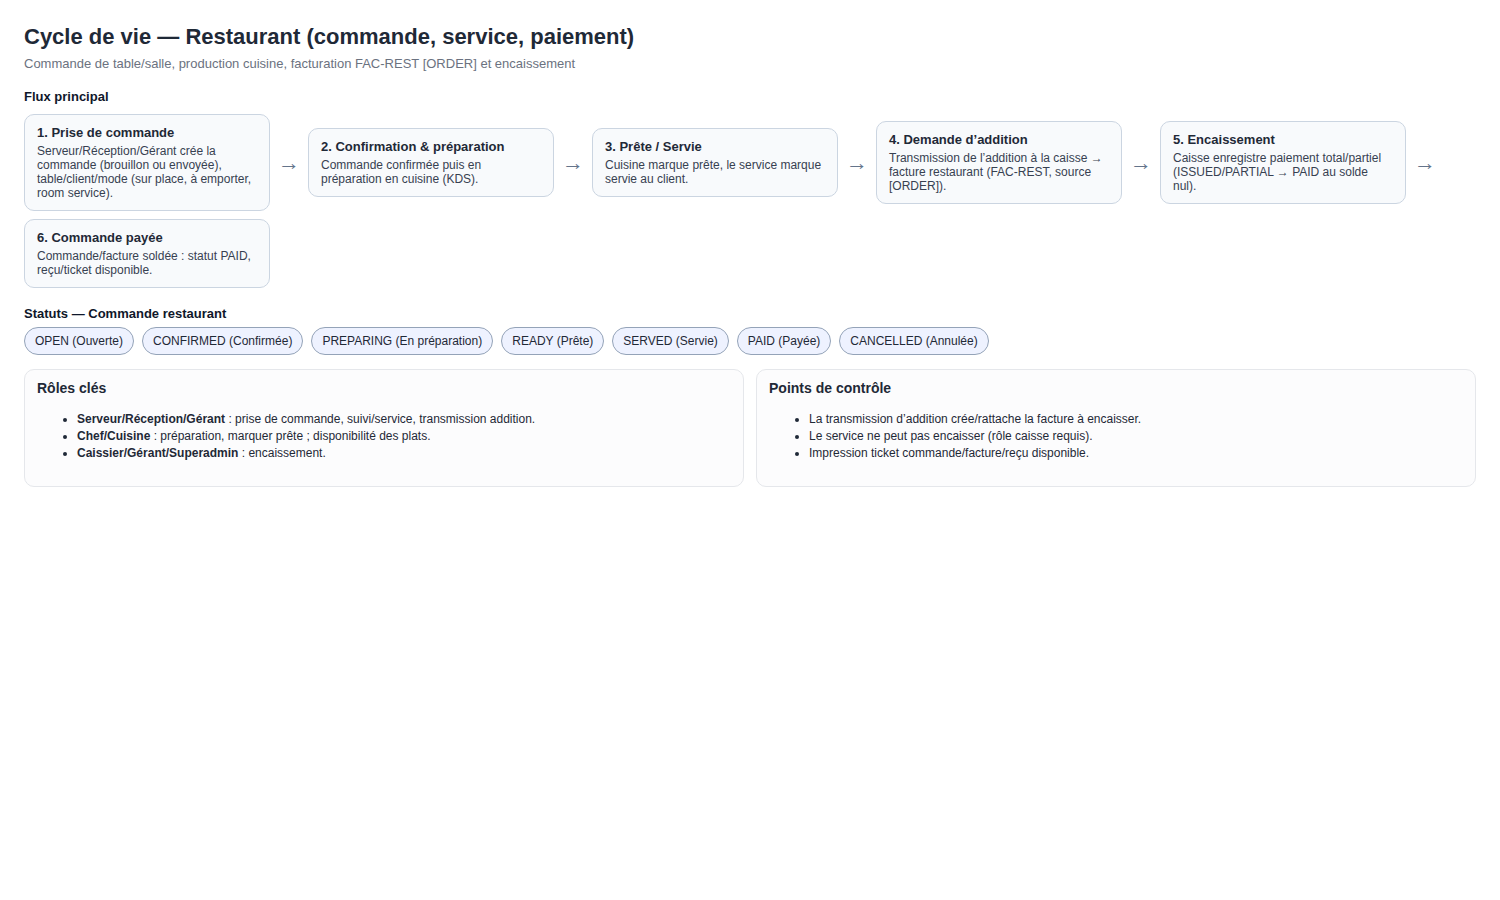 Cycle de vie — Restaurant (commande, service, paiement)
Commande de table/salle, production cuisine, facturation FAC-REST [ORDER] et encaissement
Flux principal
1. Prise de commande
Serveur/Réception/Gérant crée la
commande (brouillon ou envoyée),
table/client/mode (sur place, à emporter,
room service).
→
2. Confirmation & préparation
Commande confirmée puis en
préparation en cuisine (KDS).
→
3. Prête / Servie
Cuisine marque prête, le service marque
servie au client.
→
4. Demande d’addition
Transmission de l’addition à la caisse →
facture restaurant (FAC-REST, source
[ORDER]).
→
5. Encaissement
Caisse enregistre paiement total/partiel
(ISSUED/PARTIAL → PAID au solde
nul).
→
6. Commande payée
Commande/facture soldée : statut PAID,
reçu/ticket disponible.
Statuts — Commande restaurant
OPEN (Ouverte)
CONFIRMED (Confirmée)
PREPARING (En préparation)
READY (Prête)
SERVED (Servie)
PAID (Payée)
CANCELLED (Annulée)
Rôles clés
• Serveur/Réception/Gérant : prise de commande, suivi/service, transmission addition.
• Chef/Cuisine : préparation, marquer prête ; disponibilité des plats.
• Caissier/Gérant/Superadmin : encaissement.
Points de contrôle
• La transmission d’addition crée/rattache la facture à encaisser.
• Le service ne peut pas encaisser (rôle caisse requis).
• Impression ticket commande/facture/reçu disponible.